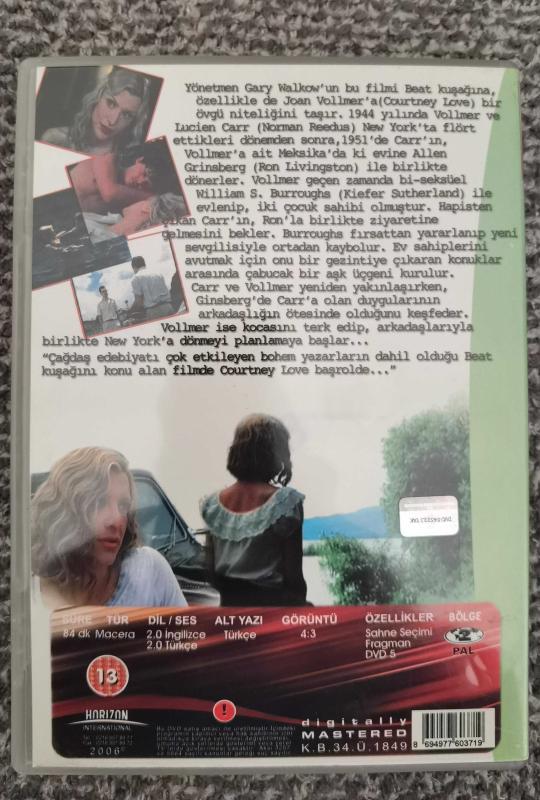 Yönetmen Gary Walkow'un bu filmi Beat kuşağına,
özellikle de Joan Vollmer'a(Courtney Love) bir
övgü niteliğini taşır. 1944 yılında Vollmer ve
Lucien Carr (Norman Reedus) New York'ta flört
ettikleri dönemden sonra,1951'de Carr'ın,
Vollmer'a ait Meksika'da ki evine Allen
Grinsberg (Ron Livingston) ile birlikte
dönerler. Vollmer geçen zamanda bi-seksüel
William S. Burroughs (Kiefer Sutherland) ile
evlenip, iki çocuk sahibi olmuştur. Hapisten
çıkan Carr'ın, Ron'la birlikte ziyaretine
gelmesini bekler. Burroughs fırsattan yararlanıp yeni
sevgilisiyle ortadan kaybolur. Ev sahiplerini
avutmak için onu bir gezintiye çıkaran konuklar
arasında çabucak bir aşk üçgeni kurulur.
Carr ve Vollmer yeniden yakınlaşırken,
Ginsberg'de Carr'a olan duygularının
arkadaşlığın ötesinde olduğunu keşfeder.
Vollmer ise kocasını terk edip, arkadaşlarıyla
birlikte New York'a dönmeyi planlamaya başlar...
"Çağdaş edebiyatı çok etkileyen bohem yazarların dahil olduğu Beat
kuşağını konu alan filmde Courtney Love başrolde..."
SÜRE TÜR DİL / SES ALT YAZI GÖRÜNTÜ ÖZELLİKLER BÖLGE
84 dk Macera 2.0 İngilizce Türkçe 4:3 Sahne Seçimi 2
2.0 Türkçe Fragman PAL
DVD 5
13
!
HORIZON
INTERNATIONAL
2006
digitally
MASTERED
K.B.34.Ü.1849
8 694977 603719